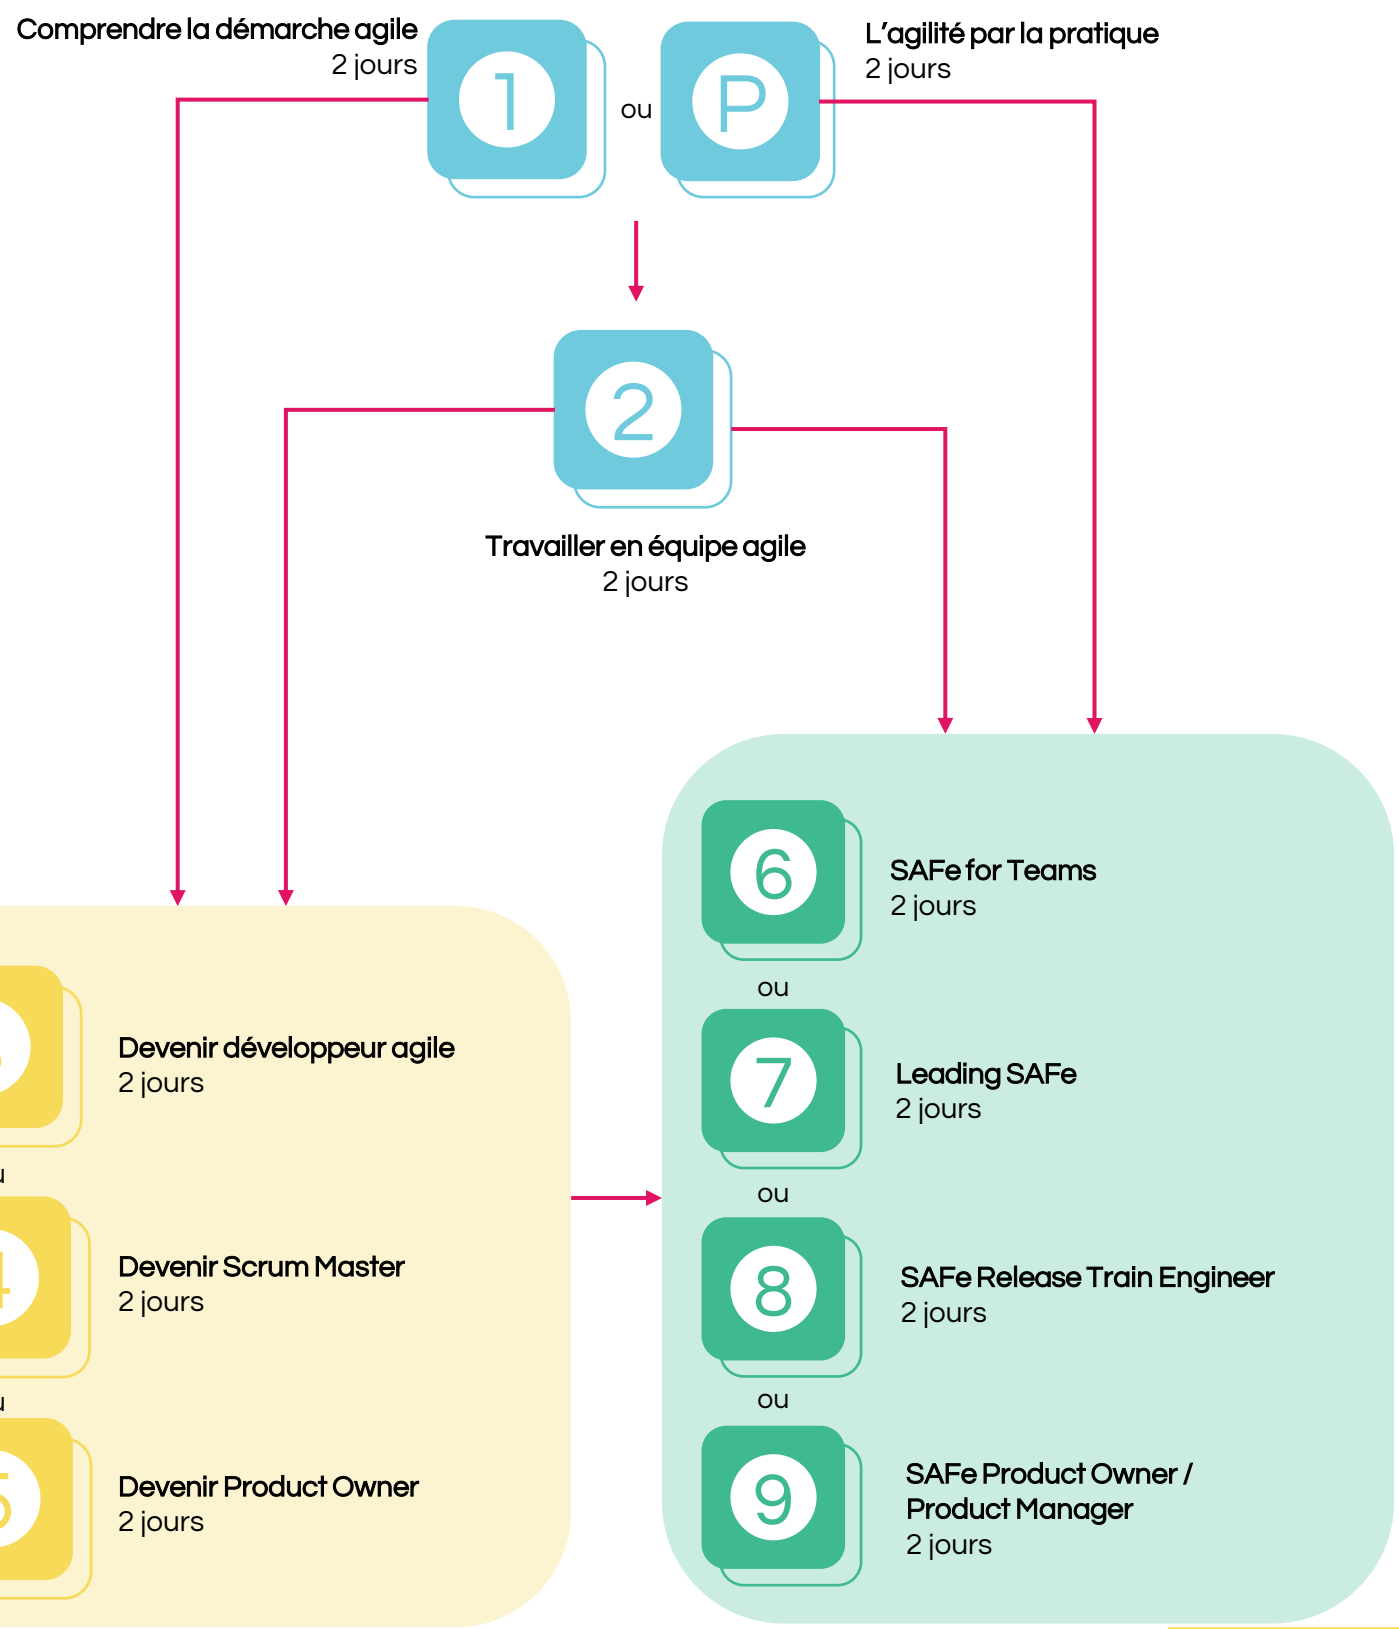 Comprendre la démarche agile
2 jours
1
ou
P
L'agilité par la pratique
2 jours
2
Travailler en équipe agile
2 jours
Devenir développeur agile
2 jours
4
Devenir Scrum Master
2 jours
5
Devenir Product Owner
2 jours
6
SAFe for Teams
2 jours
ou
7
Leading SAFe
2 jours
ou
8
SAFe Release Train Engineer
2 jours
ou
9
SAFe Product Owner /
Product Manager
2 jours